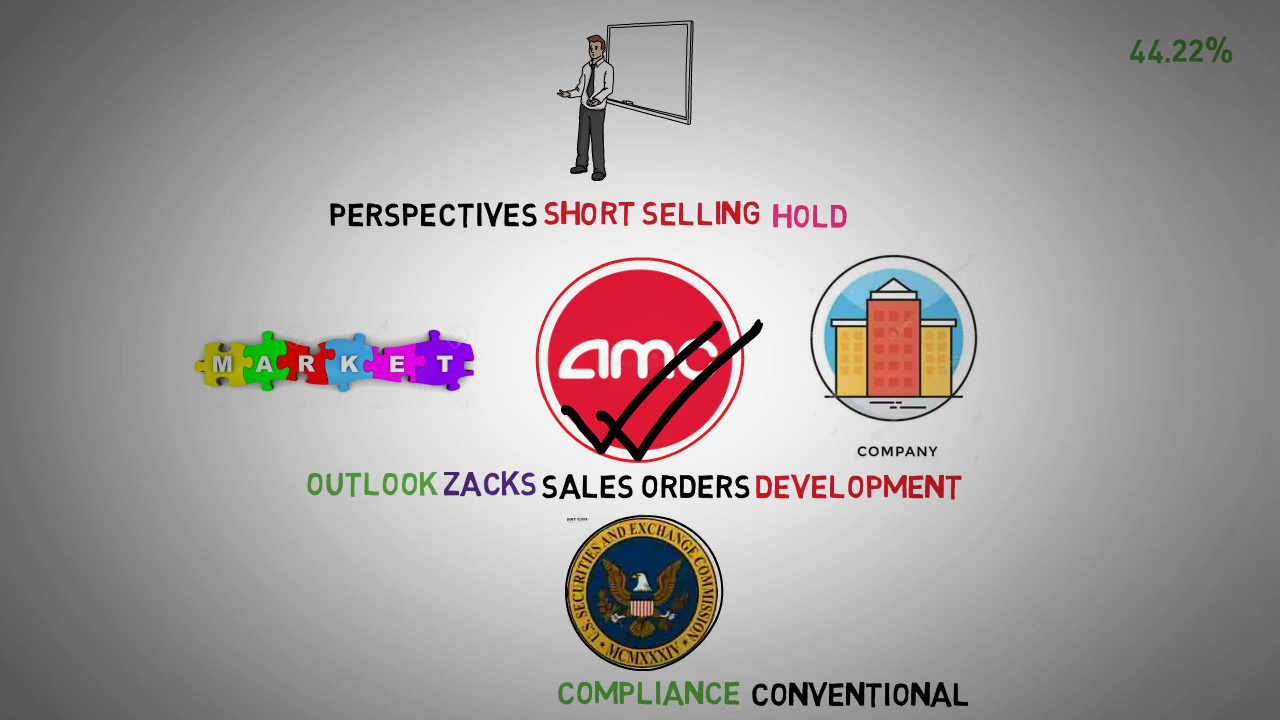 44.22%
PERSPECTIVES SHORT SELLING HOLD
MARKET
amc
COMPANY
OUTLOOK ZACKS SALES ORDERS DEVELOPMENT
U.S. SECURITIES AND EXCHANGE COMMISSION
MCMXXXIV
COMPLIANCE CONVENTIONAL